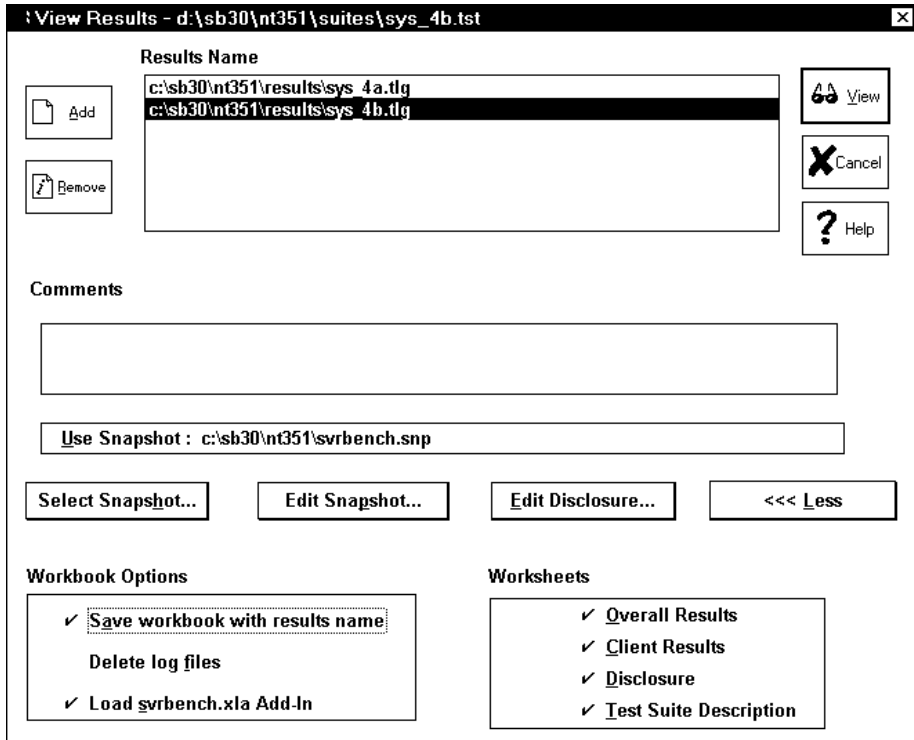 View Results - d:\sb30\nt351\suites\sys_4b.tst
Results Name
c:\sb30\nt351\results\sys_4a.tlg
c:\sb30\nt351\results\sys_4b.tlg
Add
Remove
View
Cancel
Help
Comments
Use Snapshot : c:\sb30\nt351\svrbench.snp
Select Snapshot...
Edit Snapshot...
Edit Disclosure...
<<< Less
Workbook Options
Save workbook with results name
Delete log files
Load svrbench.xla Add-In
Worksheets
Overall Results
Client Results
Disclosure
Test Suite Description